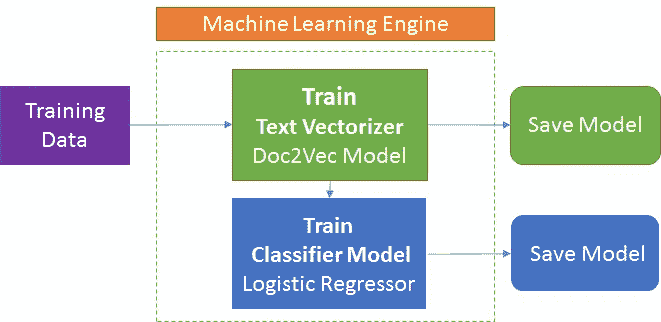 Machine Learning Engine
Training
Data
Train
Text Vectorizer
Doc2Vec Model
Save Model
Train
Classifier Model
Logistic Regressor
Save Model